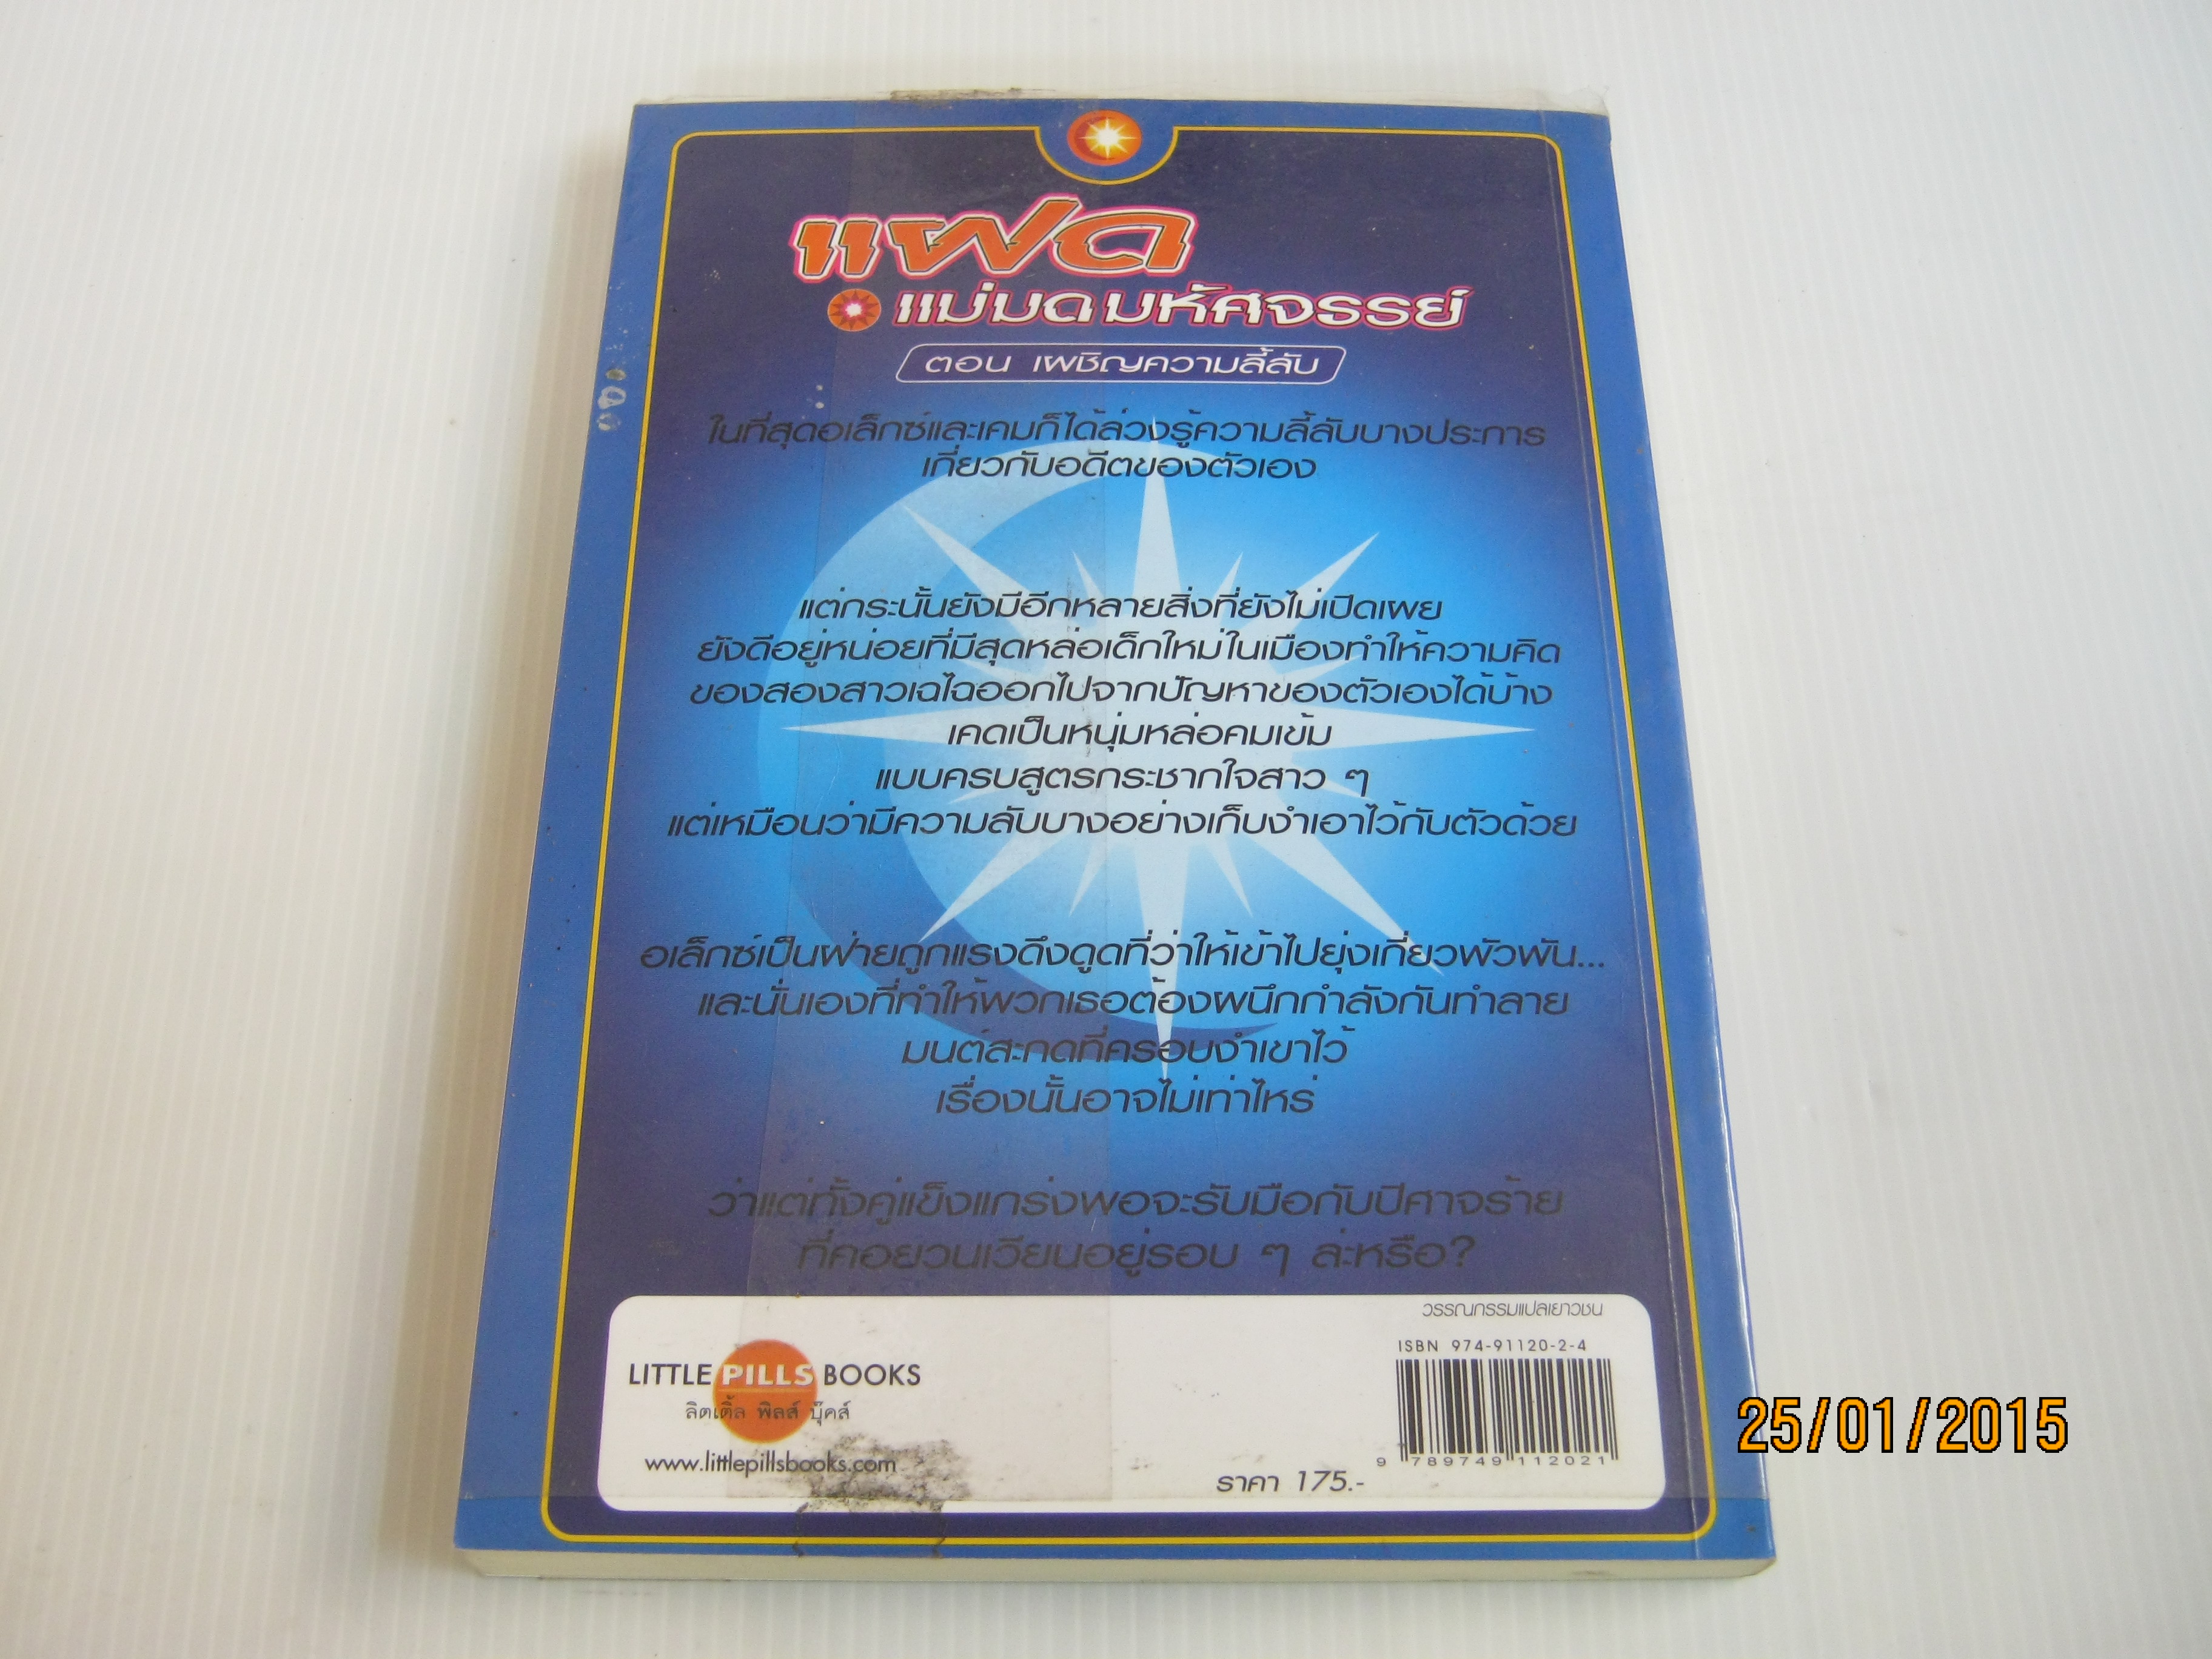 แฝด
แม่มดมหัศจรรย์
ตอน เผชิญความลี้ลับ
ในที่สุดอเล็กซ์และเคมก็ได้ล่วงรู้ความลี้ลับบางประการ
เกี่ยวกับอดีตของตัวเอง
แต่กระนั้นยังมีอีกหลายสิ่งที่ยังไม่เปิดเผย
ยังดีอยู่หน่อยที่มีสุดหล่อเด็กใหม่ในเมืองทำให้ความคิด
ของสองสาวเฉไฉออกไปจากปัญหาของตัวเองได้บ้าง
เคดเป็นหนุ่มหล่อคมเข้ม
แบบครบสูตรกระชากใจสาว ๆ
แต่เหมือนว่ามีความลับบางอย่างเก็บงำเอาไว้กับตัวด้วย
อเล็กซ์เป็นฝ่ายถูกแรงดึงดูดที่ว่าให้เข้าไปยุ่งเกี่ยวพัวพัน...
และนั่นเองที่ทำให้พวกเธอต้องผนึกกำลังกันทำลาย
มนต์สะกดที่ครอบงำเขาไว้
เรื่องนั้นอาจไม่เท่าไหร่
ว่าแต่ทั้งคู่แข็งแกร่งพอจะรับมือกับปีศาจร้าย
ที่คอยวนเวียนอยู่รอบ ๆ ล่ะหรือ?
วรรณกรรมแปลเยาวชน
ISBN 974-91120-2-4
LITTLE PILLS BOOKS
ลิตเติ้ล พิลส์ บุ๊คส์
www.littlepillsbooks.com
9 789749 112021
ราคา 175.-
25/01/2015